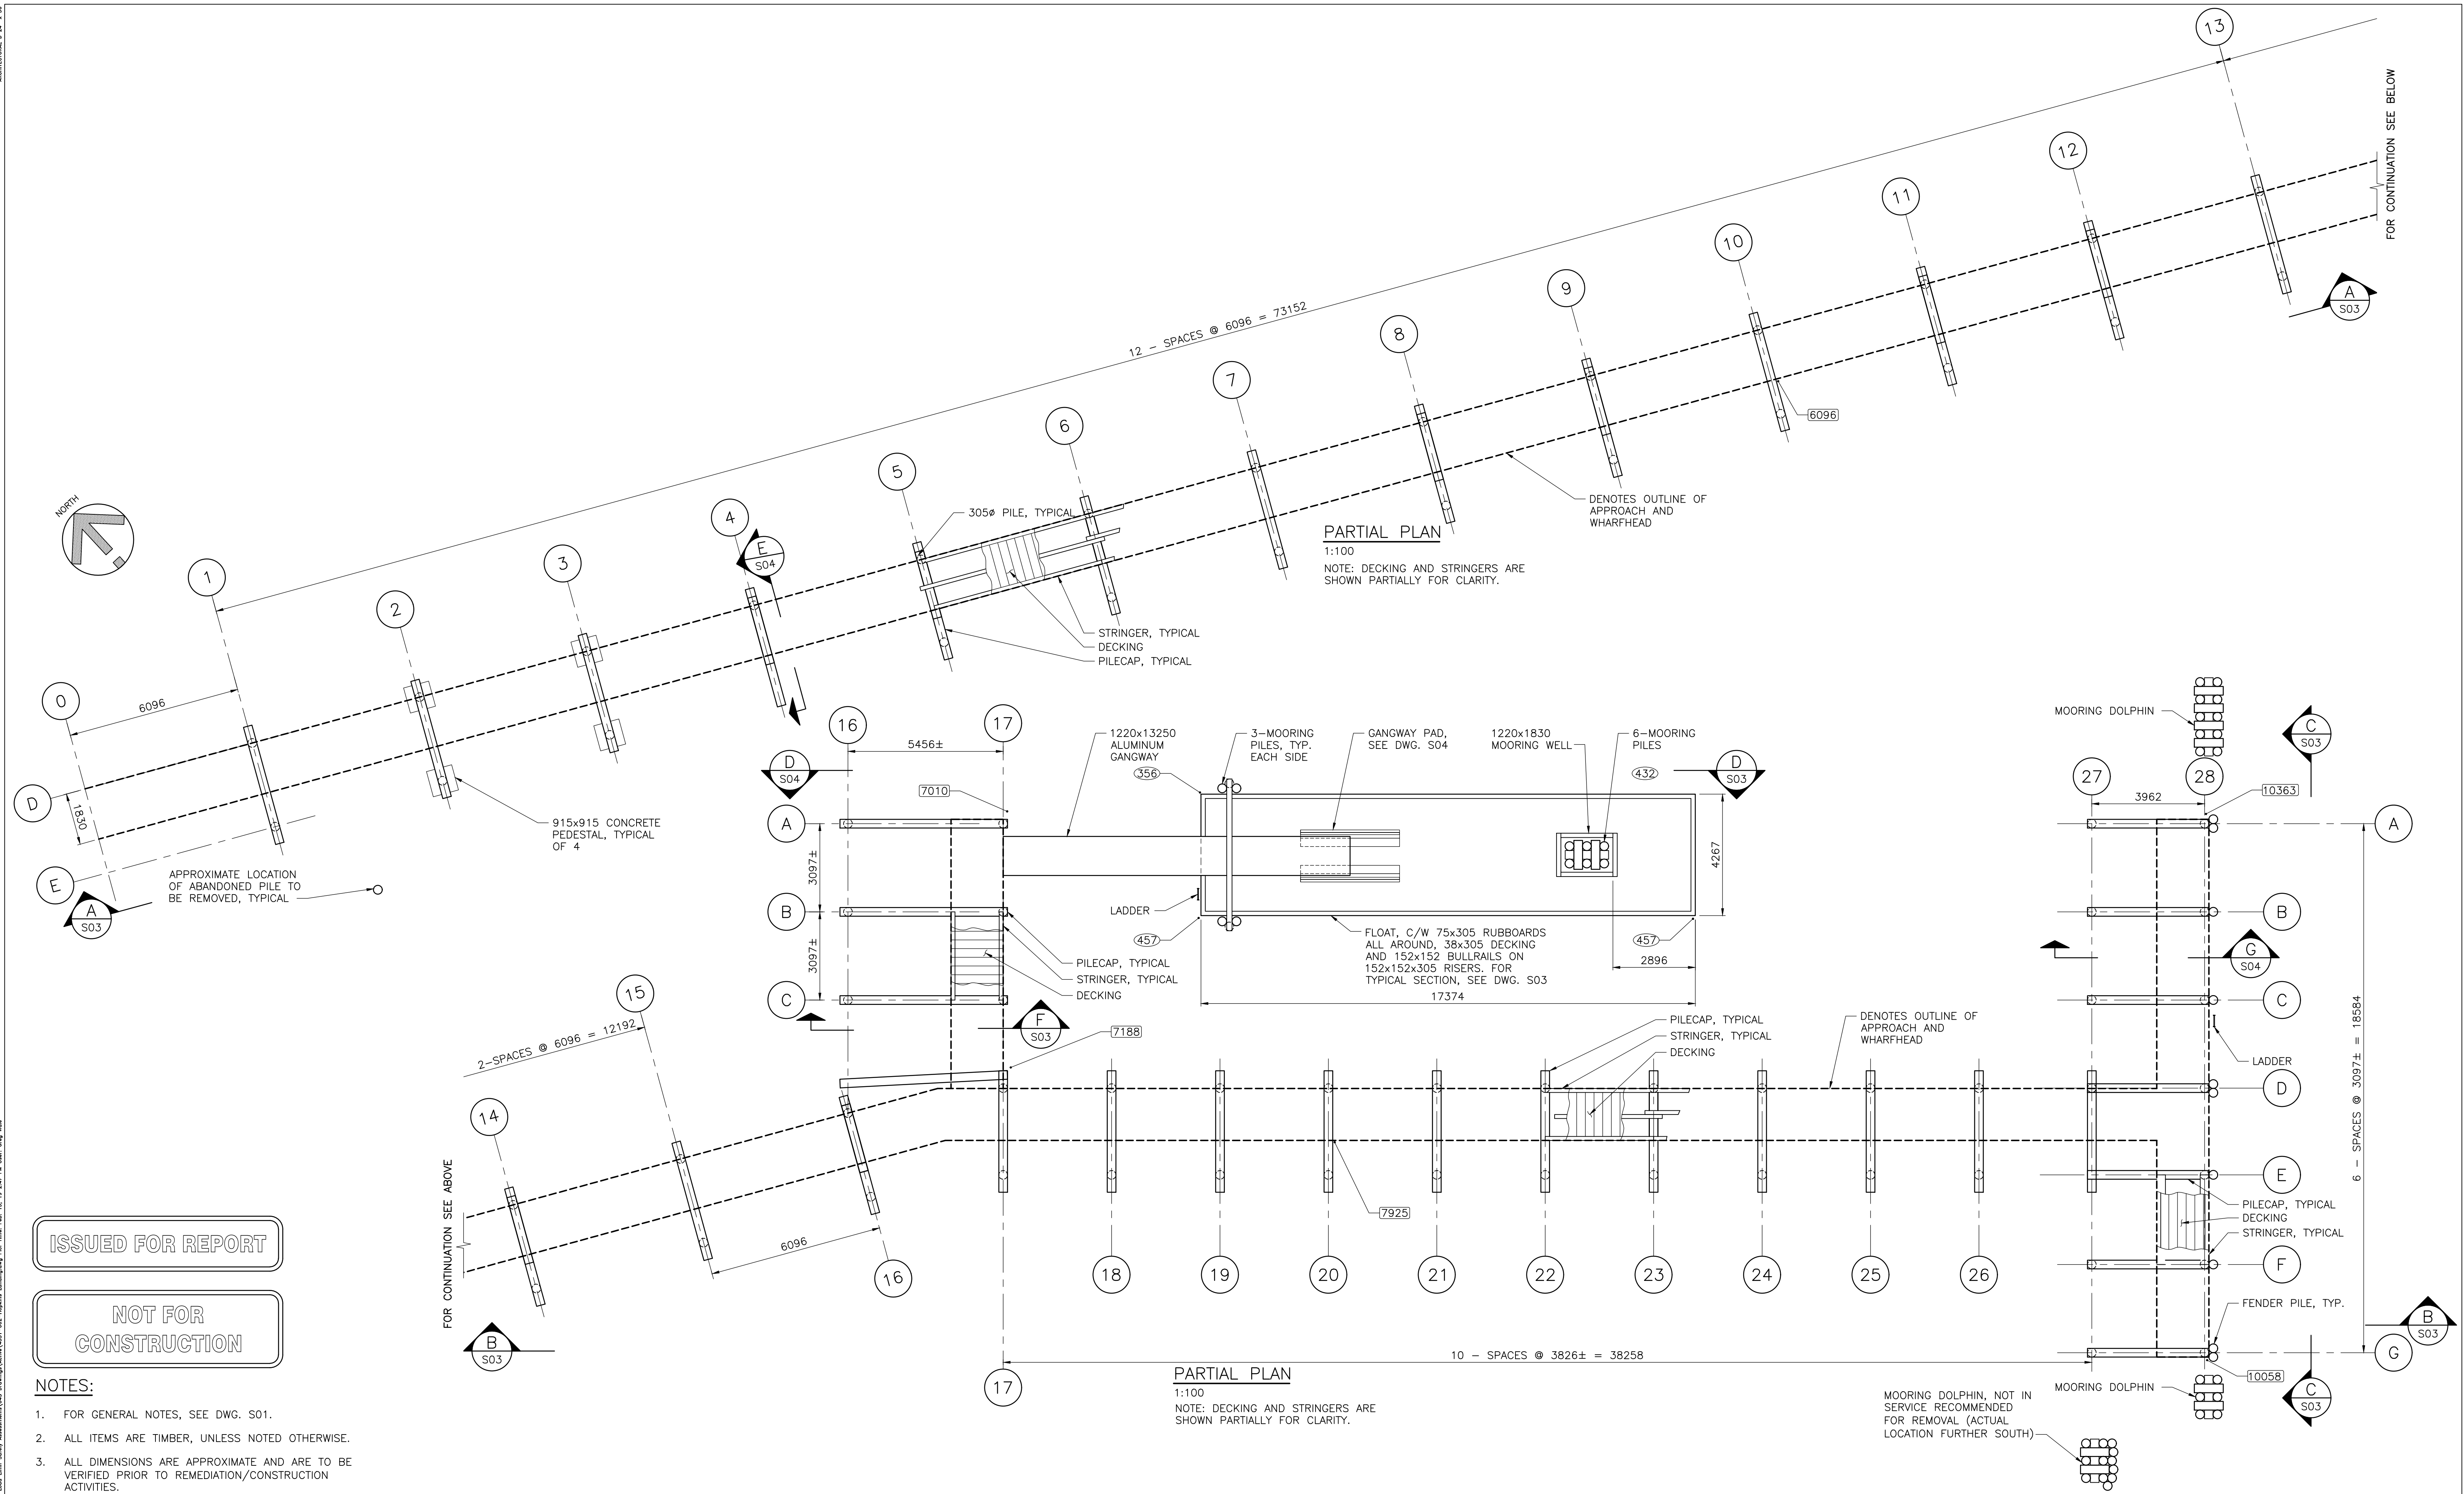 13
12
11
10
9
8
7
6
5
4
3
2
1
0
D
E
FOR CONTINUATION SEE BELOW
A
S03
12 - SPACES @ 6096 = 73152
6096
DENOTES OUTLINE OF
APPROACH AND
WHARFHEAD
PARTIAL PLAN
1:100
NOTE: DECKING AND STRINGERS ARE
SHOWN PARTIALLY FOR CLARITY.
305ø PILE, TYPICAL
E
S04
STRINGER, TYPICAL
DECKING
PILECAP, TYPICAL
NORTH
6096
1830
915x915 CONCRETE
PEDESTAL, TYPICAL
OF 4
APPROXIMATE LOCATION
OF ABANDONED PILE TO
BE REMOVED, TYPICAL
A
S03
16
17
5456±
D
S04
7010
A
B
C
3097±
3097±
1220x13250
ALUMINUM
GANGWAY
356
3-MOORING
PILES, TYP.
EACH SIDE
GANGWAY PAD,
SEE DWG. S04
1220x1830
MOORING WELL
6-MOORING
PILES
432
D
S03
4267
LADDER
457
FLOAT, C/W 75x305 RUBBOARDS
ALL AROUND, 38x305 DECKING
AND 152x152 BULLRAILS ON
152x152x305 RISERS. FOR
TYPICAL SECTION, SEE DWG. S03
457
2896
17374
PILECAP, TYPICAL
STRINGER, TYPICAL
DECKING
F
S03
7188
MOORING DOLPHIN
C
S03
27
28
3962
10363
A
B
G
S04
C
LADDER
D
E
F
G
6 - SPACES @ 3097± = 18584
PILECAP, TYPICAL
STRINGER, TYPICAL
DECKING
DENOTES OUTLINE OF
APPROACH AND
WHARFHEAD
PILECAP, TYPICAL
DECKING
STRINGER, TYPICAL
FENDER PILE, TYP.
B
S03
10058
C
S03
MOORING DOLPHIN
MOORING DOLPHIN, NOT IN
SERVICE RECOMMENDED
FOR REMOVAL (ACTUAL
LOCATION FURTHER SOUTH)
2-SPACES @ 6096 = 12192
15
14
6096
16
FOR CONTINUATION SEE ABOVE
B
S03
7925
18
19
20
21
22
23
24
25
26
10 - SPACES @ 3826± = 38258
17
PARTIAL PLAN
1:100
NOTE: DECKING AND STRINGERS ARE
SHOWN PARTIALLY FOR CLARITY.
ISSUED FOR REPORT
NOT FOR
CONSTRUCTION
NOTES:
1. FOR GENERAL NOTES, SEE DWG. S01.
2. ALL ITEMS ARE TIMBER, UNLESS NOTED OTHERWISE.
3. ALL DIMENSIONS ARE APPROXIMATE AND ARE TO BE
VERIFIED PRIOR TO REMEDIATION/CONSTRUCTION
ACTIVITIES.